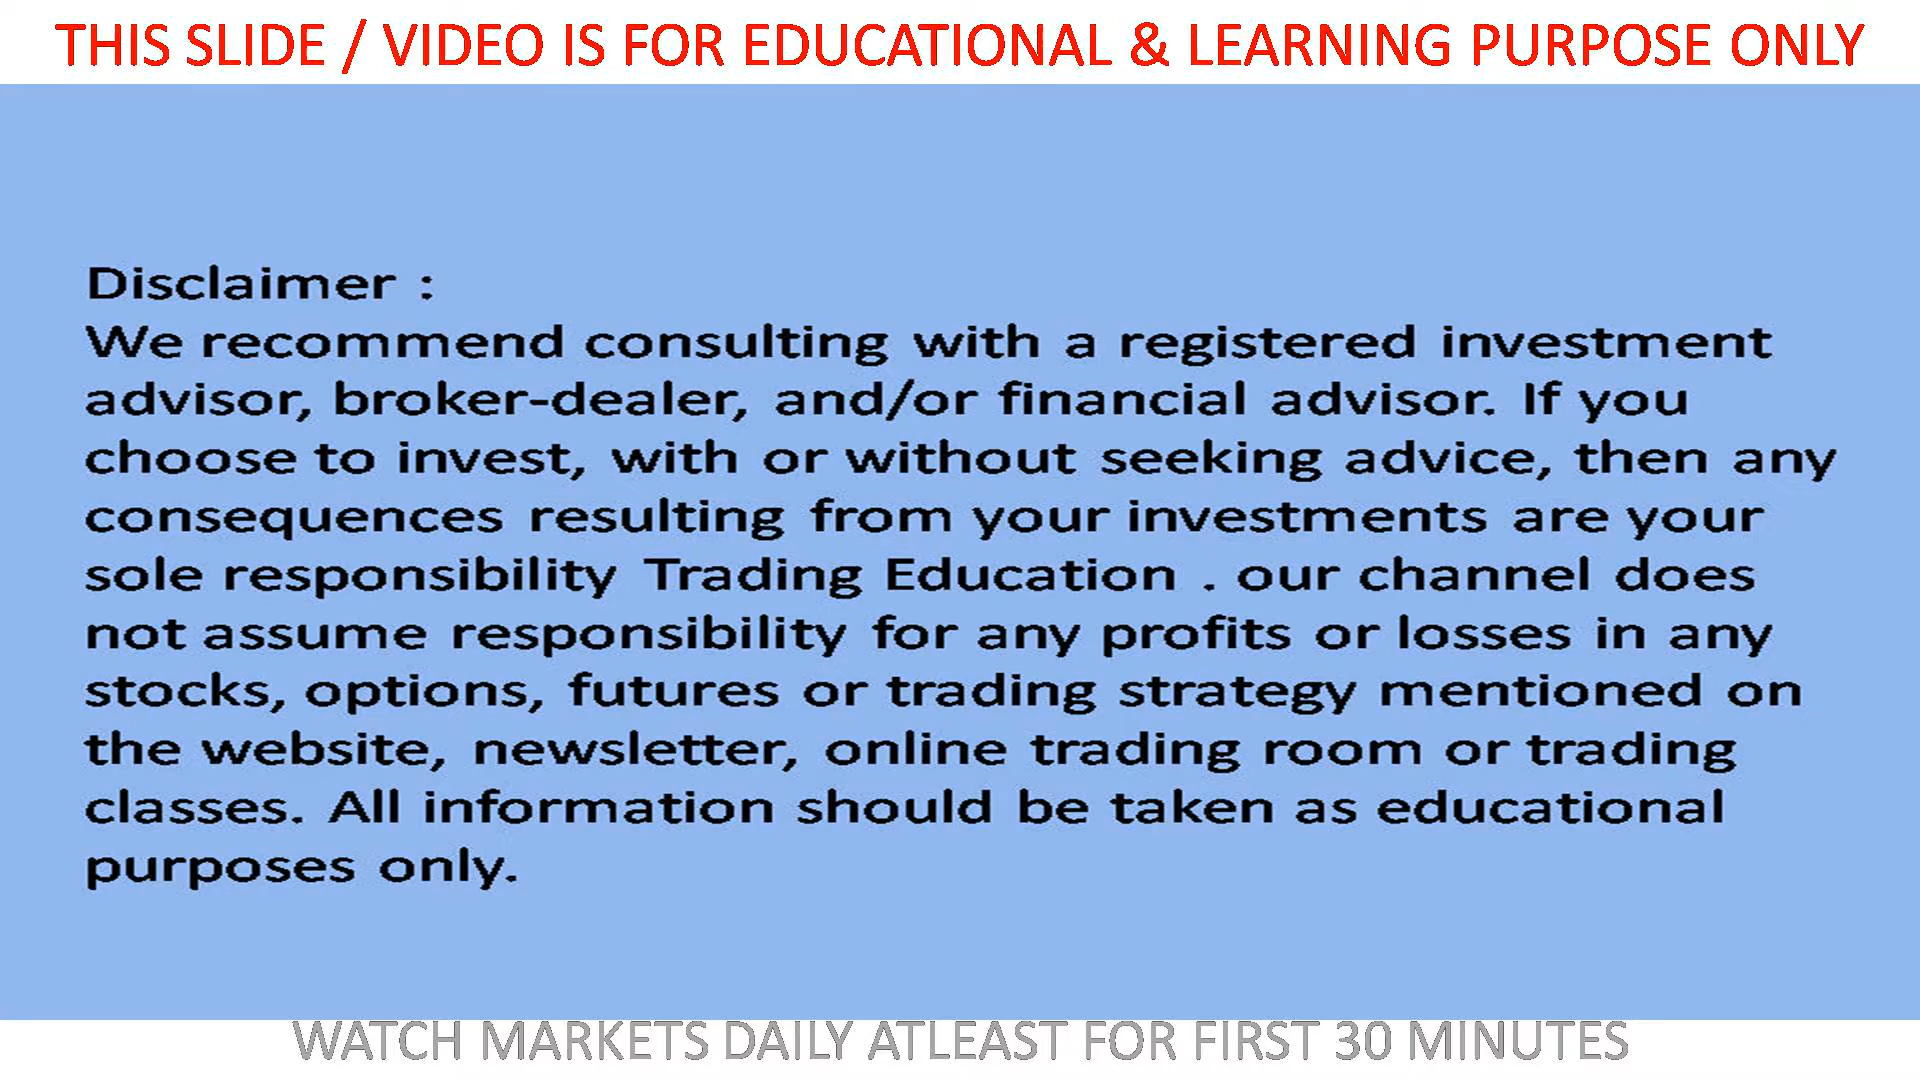 THIS SLIDE / VIDEO IS FOR EDUCATIONAL & LEARNING PURPOSE ONLY
Disclaimer :
We recommend consulting with a registered investment
advisor, broker-dealer, and/or financial advisor. If you
choose to invest, with or without seeking advice, then any
consequences resulting from your investments are your
sole responsibility Trading Education . our channel does
not assume responsibility for any profits or losses in any
stocks, options, futures or trading strategy mentioned on
the website, newsletter, online trading room or trading
classes. All information should be taken as educational
purposes only.
WATCH MARKETS DAILY ATLEAST FOR FIRST 30 MINUTES